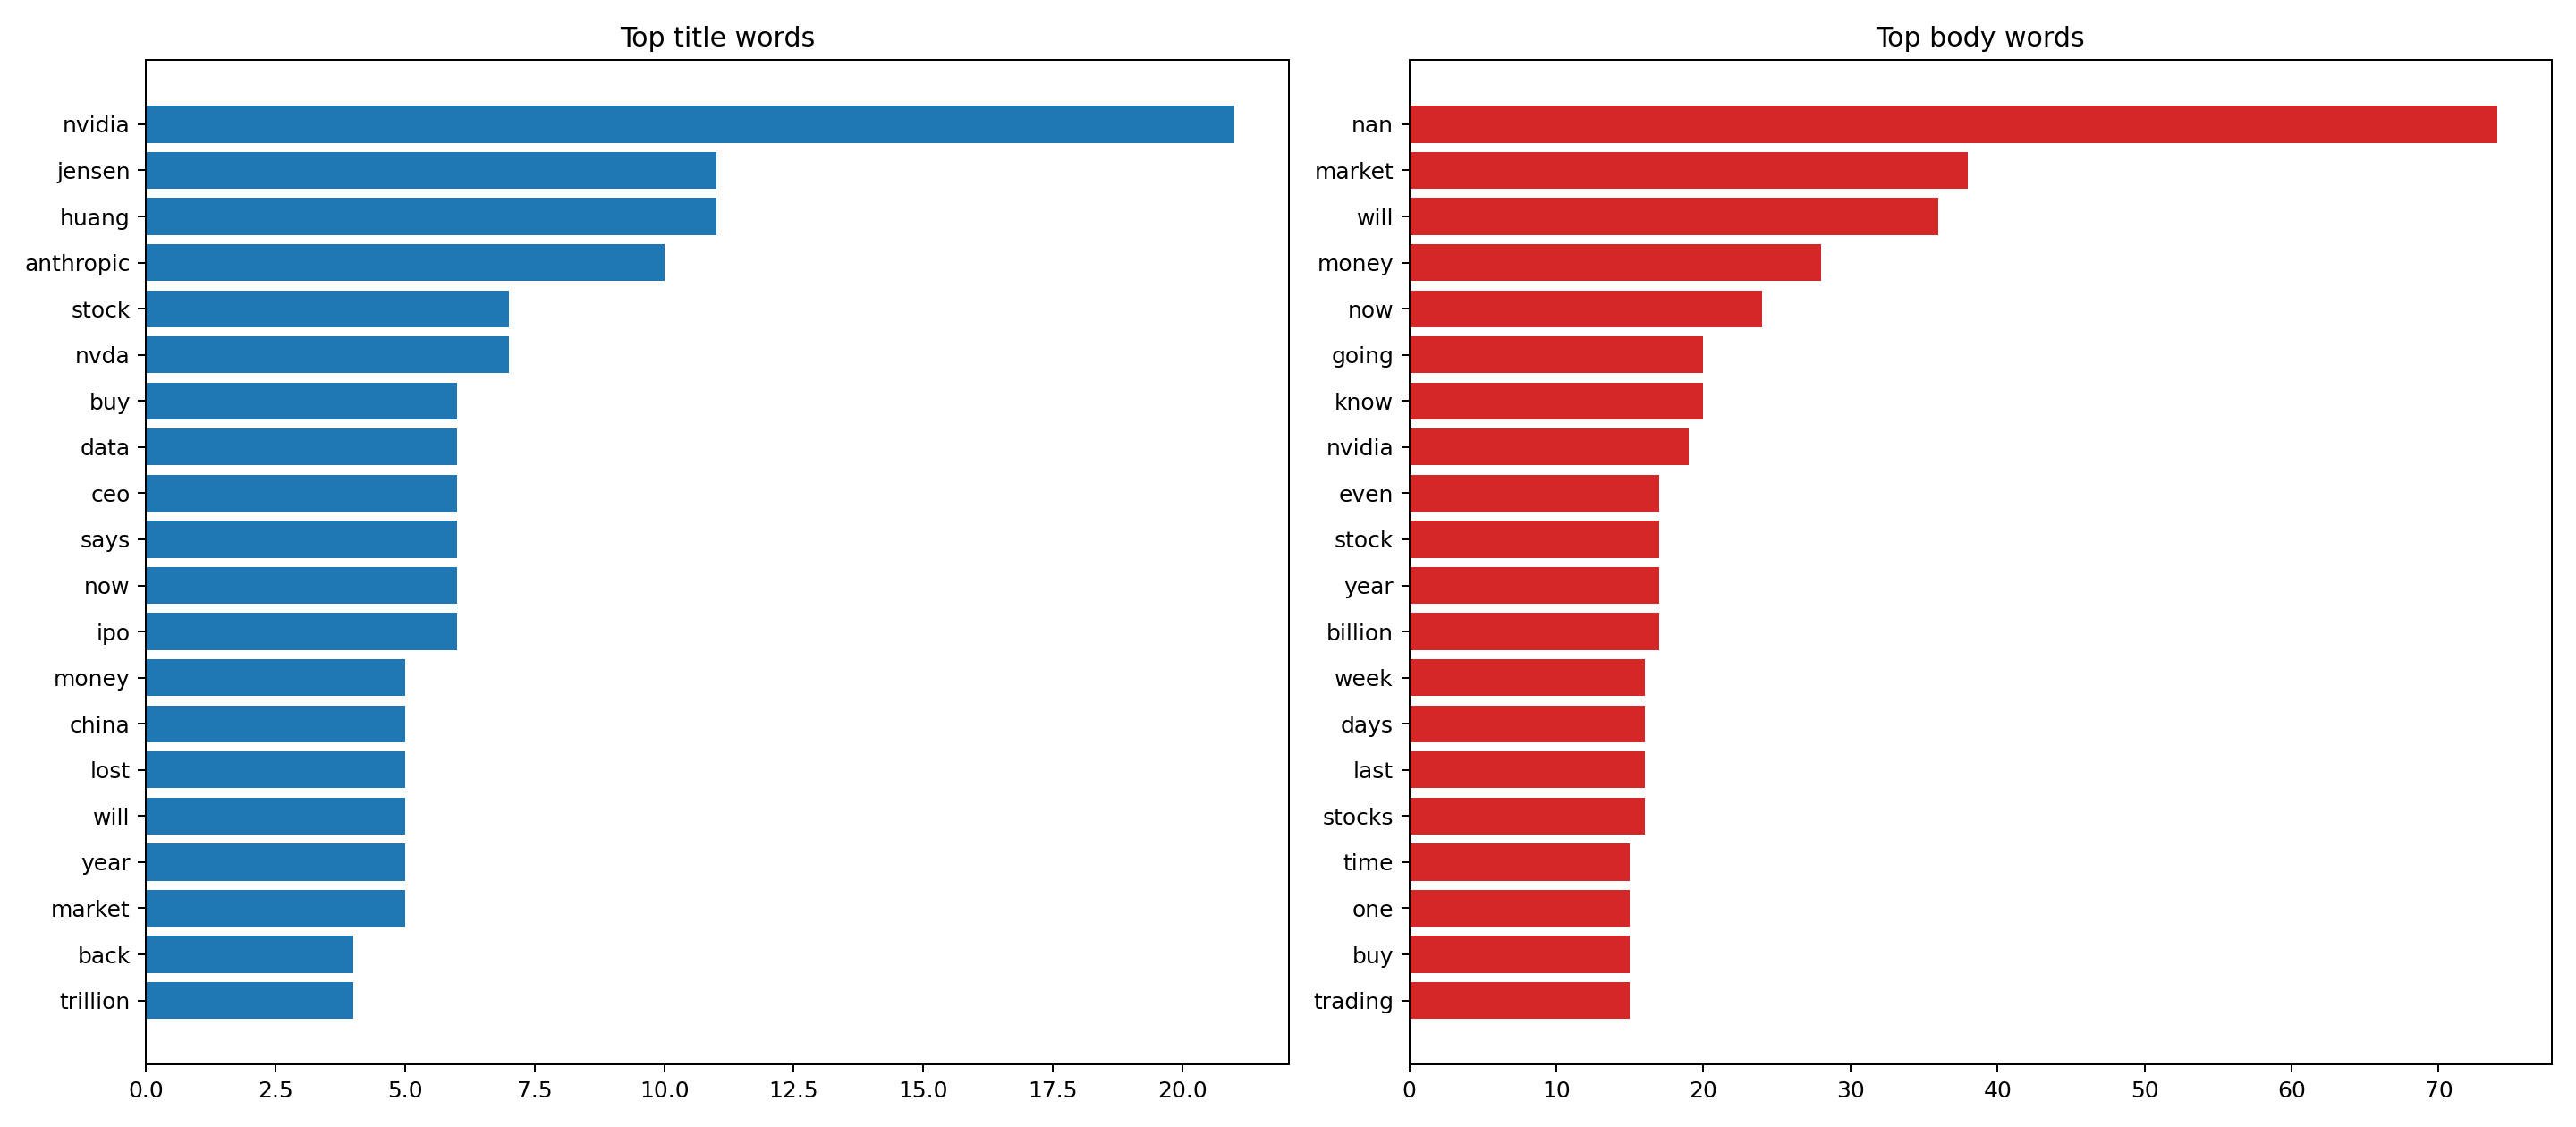 Top title words
nvidia
jensen
huang
anthropic
stock
nvda
buy
data
ceo
says
now
ipo
money
china
lost
will
year
market
back
trillion
0.0 2.5 5.0 7.5 10.0 12.5 15.0 17.5 20.0
Top body words
nan
market
will
money
now
going
know
nvidia
even
stock
year
billion
week
days
last
stocks
time
one
buy
trading
0 10 20 30 40 50 60 70